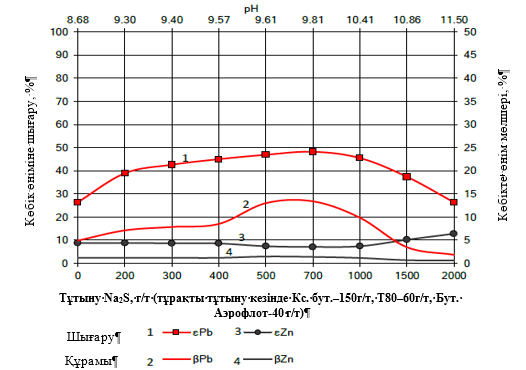 pH
8.68 9.30 9.40 9.57 9.61 9.81 10.41 10.86 11.50
100 50
90 45
80 40
70 35
60 30
50 25
40 20
30 15
20 10
10 5
0 0
1
2
3
4
Көбік өніміне шығару, %¶
Көбікте өнім мөлшері, %¶
0 200 300 400 500 700 1000 1500 2000
Тұтыну·Na₂S,·г/т·(тұрақты·тұтыну·кезінде·Кс.·бут.–150г/т,·Т80–60г/т,·Бут.·
Аэрофлот-40·г/т)¶
Шығару¶ 1 εPb 3 εZn
Құрамы¶ 2 βPb 4 βZn